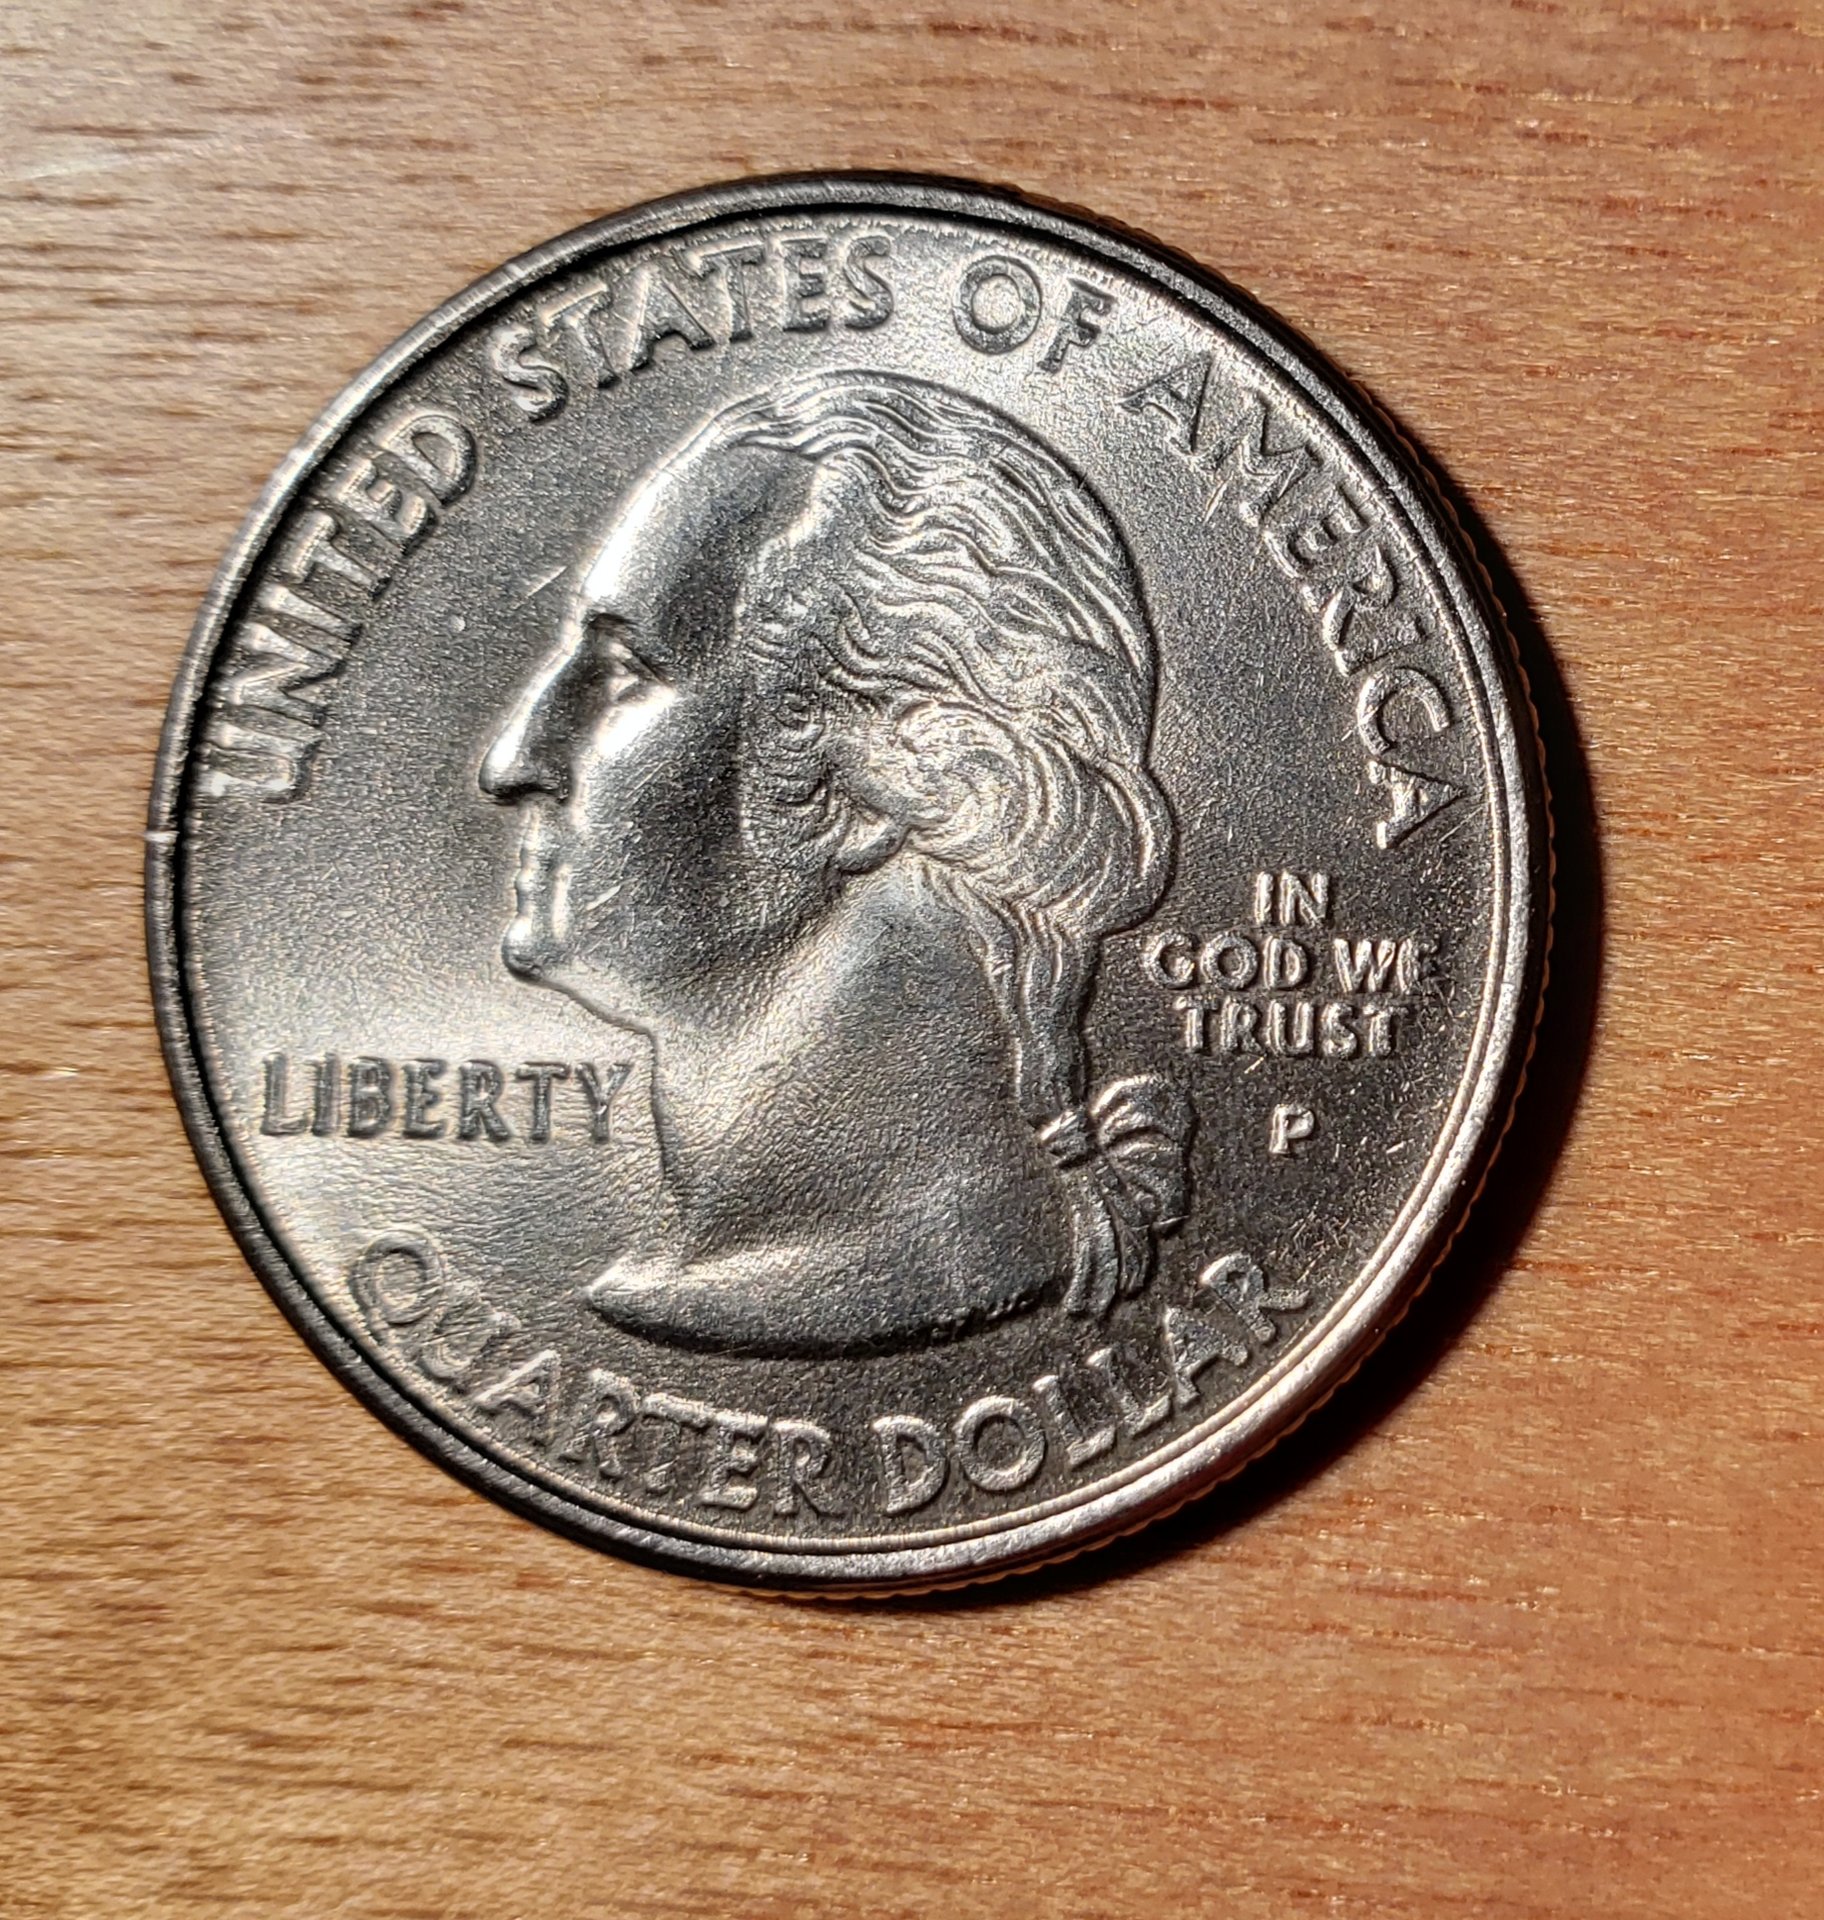 UNITED STATES OF AMERICA
LIBERTY
IN
GOD WE
TRUST
P
QUARTER DOLLAR